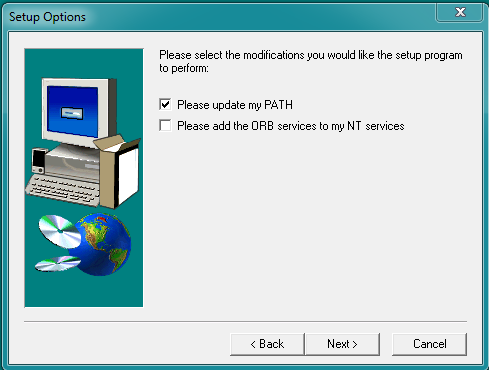 Setup Options
Please select the modifications you would like the setup program
to perform:
Please update my PATH
Please add the ORB services to my NT services
< Back
Next >
Cancel